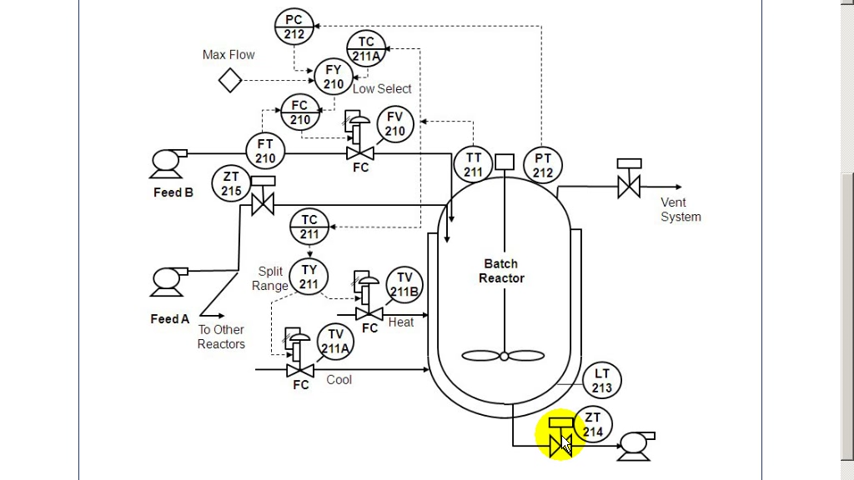 PC
212
TC
211A
Max Flow
FY
210
Low Select
FC
210
FV
210
FT
210
FC
TT
211
PT
212
Feed B
ZT
215
Vent
System
TC
211
Batch
Reactor
Split
Range
TY
211
TV
211B
Feed A
FC
Heat
To Other
Reactors
TV
211A
FC
Cool
LT
213
ZT
214